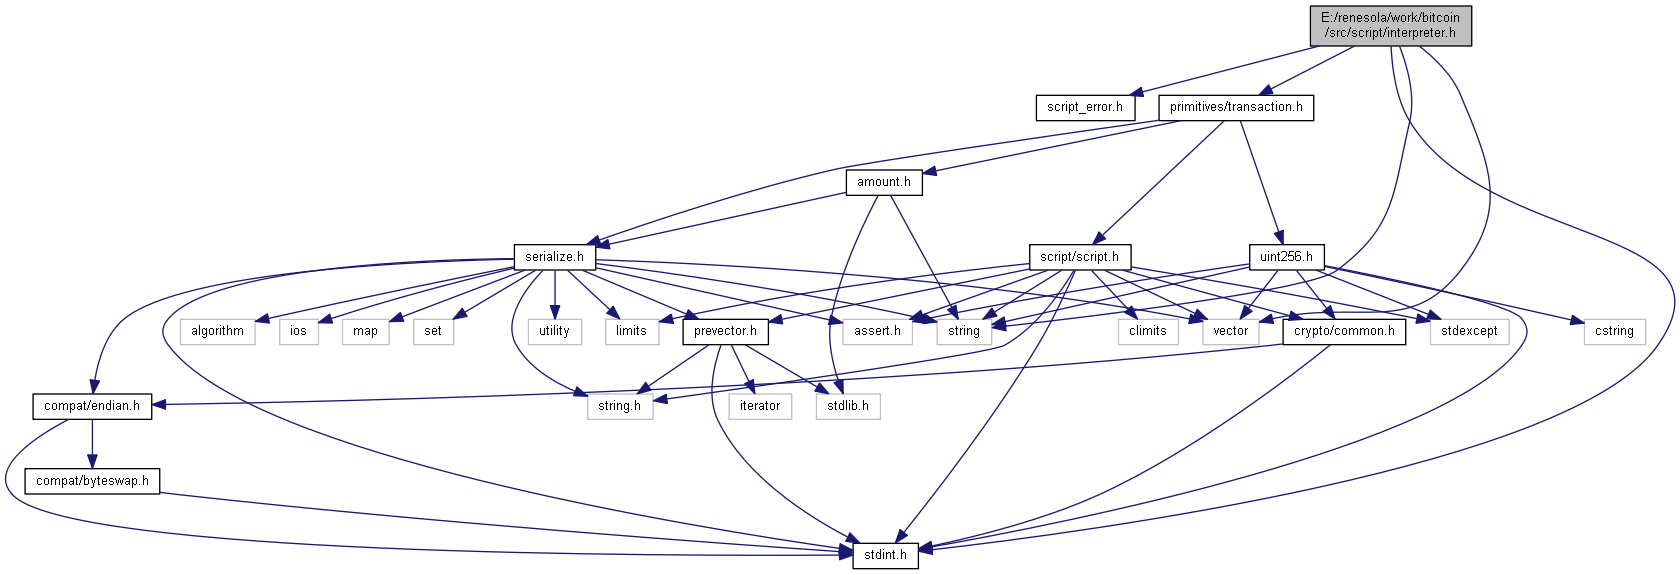 E:/renesola/work/bitcoin
/src/script/interpreter.h
script_error.h
primitives/transaction.h
amount.h
serialize.h
script/script.h
uint256.h
algorithm
ios
map
set
utility
limits
prevector.h
assert.h
string
climits
vector
crypto/common.h
stdexcept
cstring
compat/endian.h
string.h
iterator
stdlib.h
compat/byteswap.h
stdint.h